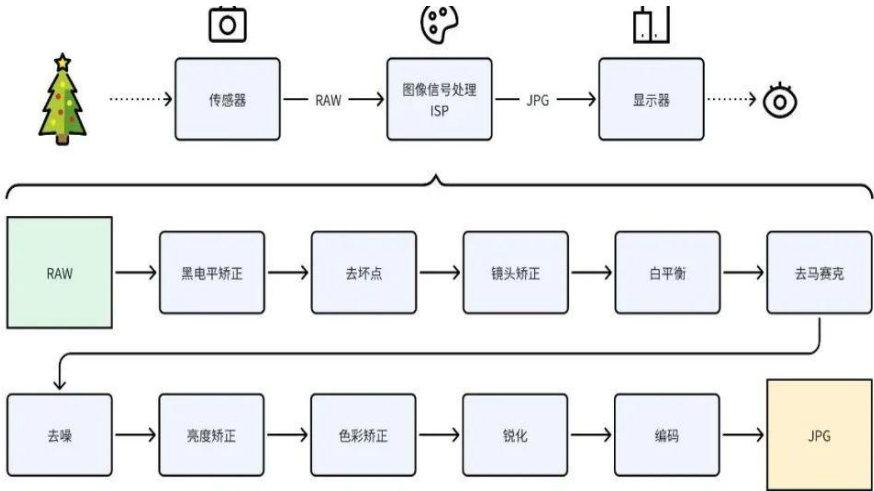 传感器
RAW
图像信号处理
ISP
JPG
显示器
RAW
黑电平矫正
去坏点
镜头矫正
白平衡
去马赛克
去噪
亮度矫正
色彩矫正
锐化
编码
JPG